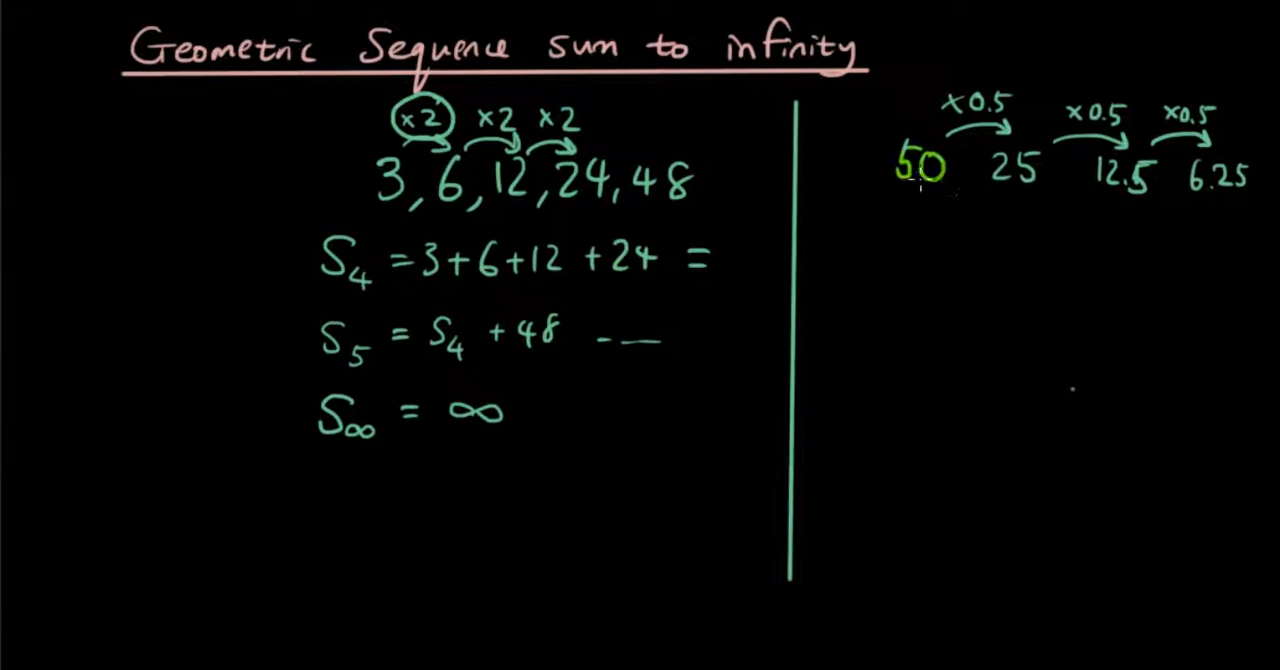 Geometric Sequence sum to infinity
×2 ×2 ×2
3, 6, 12, 24, 48
S₄ = 3 + 6 + 12 + 24 =
S₅ = S₄ + 48 ----
S∞ = ∞
×0.5 ×0.5 ×0.5
50 25 12.5 6.25